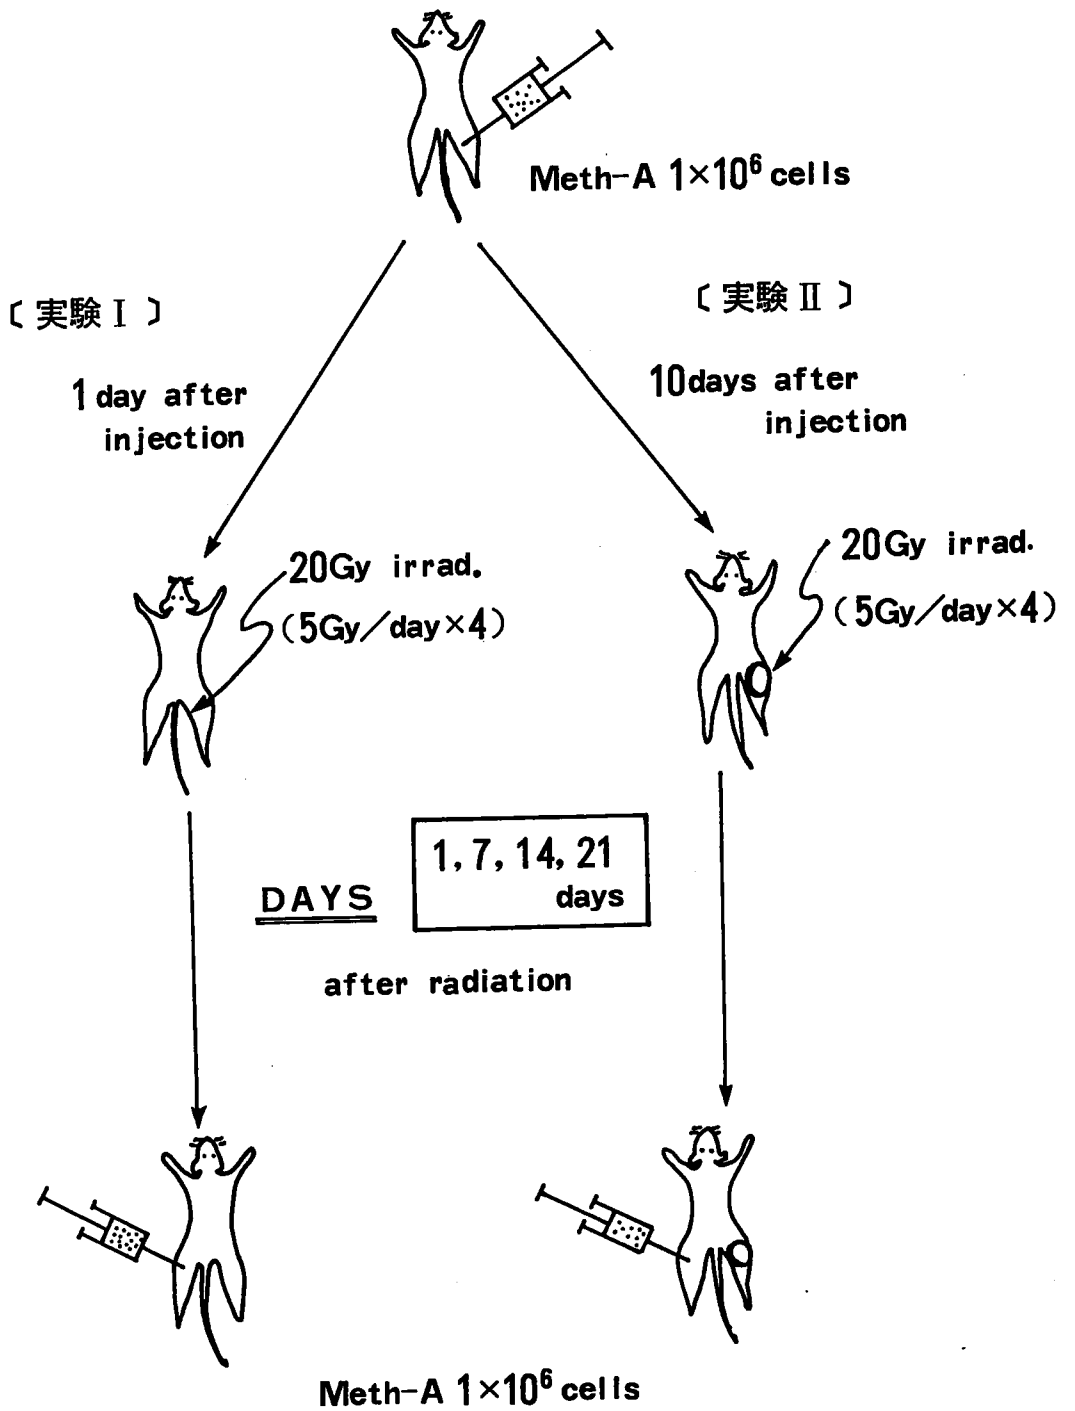 Meth-A 1×10⁶ cells
〔実験Ⅰ〕
〔実験Ⅱ〕
1 day after
injection
10days after
injection
20Gy irrad.
(5Gy/day×4)
20Gy irrad.
(5Gy/day×4)
DAYS
1, 7, 14, 21
days
after radiation
Meth-A 1×10⁶ cells